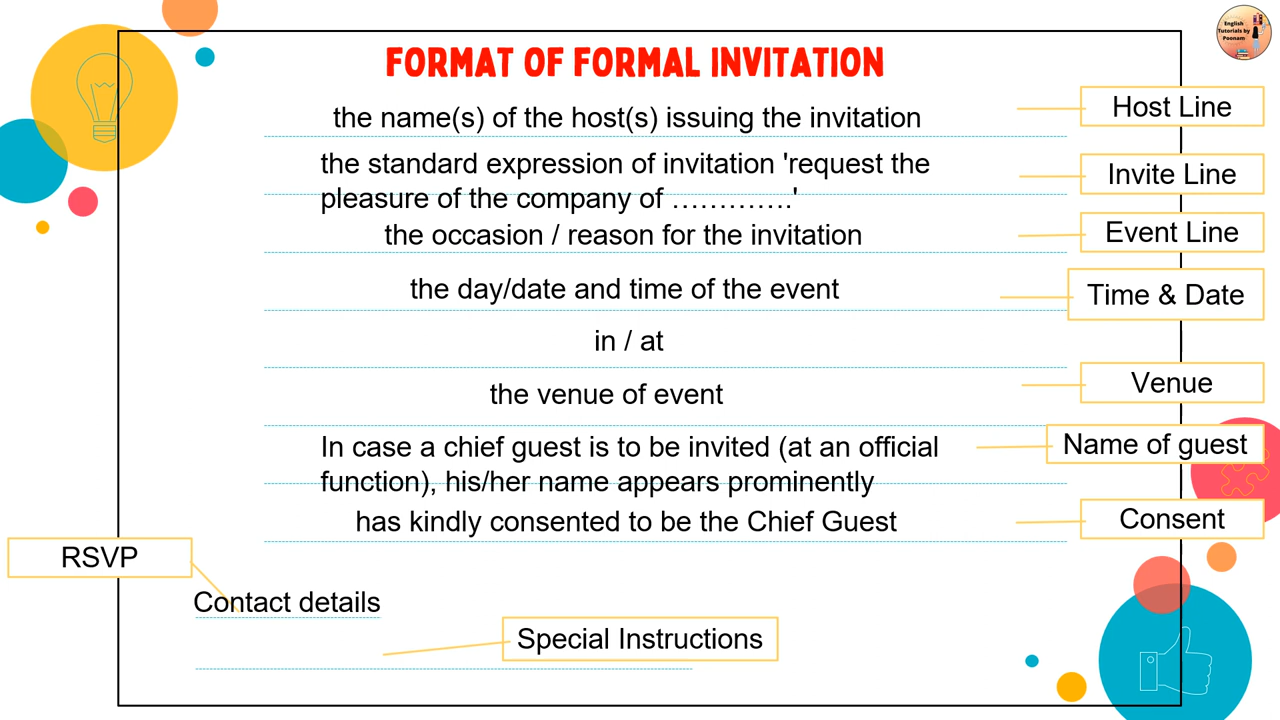 English
Tutorials by
Poonam
FORMAT OF FORMAL INVITATION
the name(s) of the host(s) issuing the invitation
Host Line
the standard expression of invitation 'request the
pleasure of the company of ………….'
Invite Line
the occasion / reason for the invitation
Event Line
the day/date and time of the event
Time & Date
in / at
the venue of event
Venue
In case a chief guest is to be invited (at an official
function), his/her name appears prominently
Name of guest
has kindly consented to be the Chief Guest
Consent
RSVP
Contact details
Special Instructions